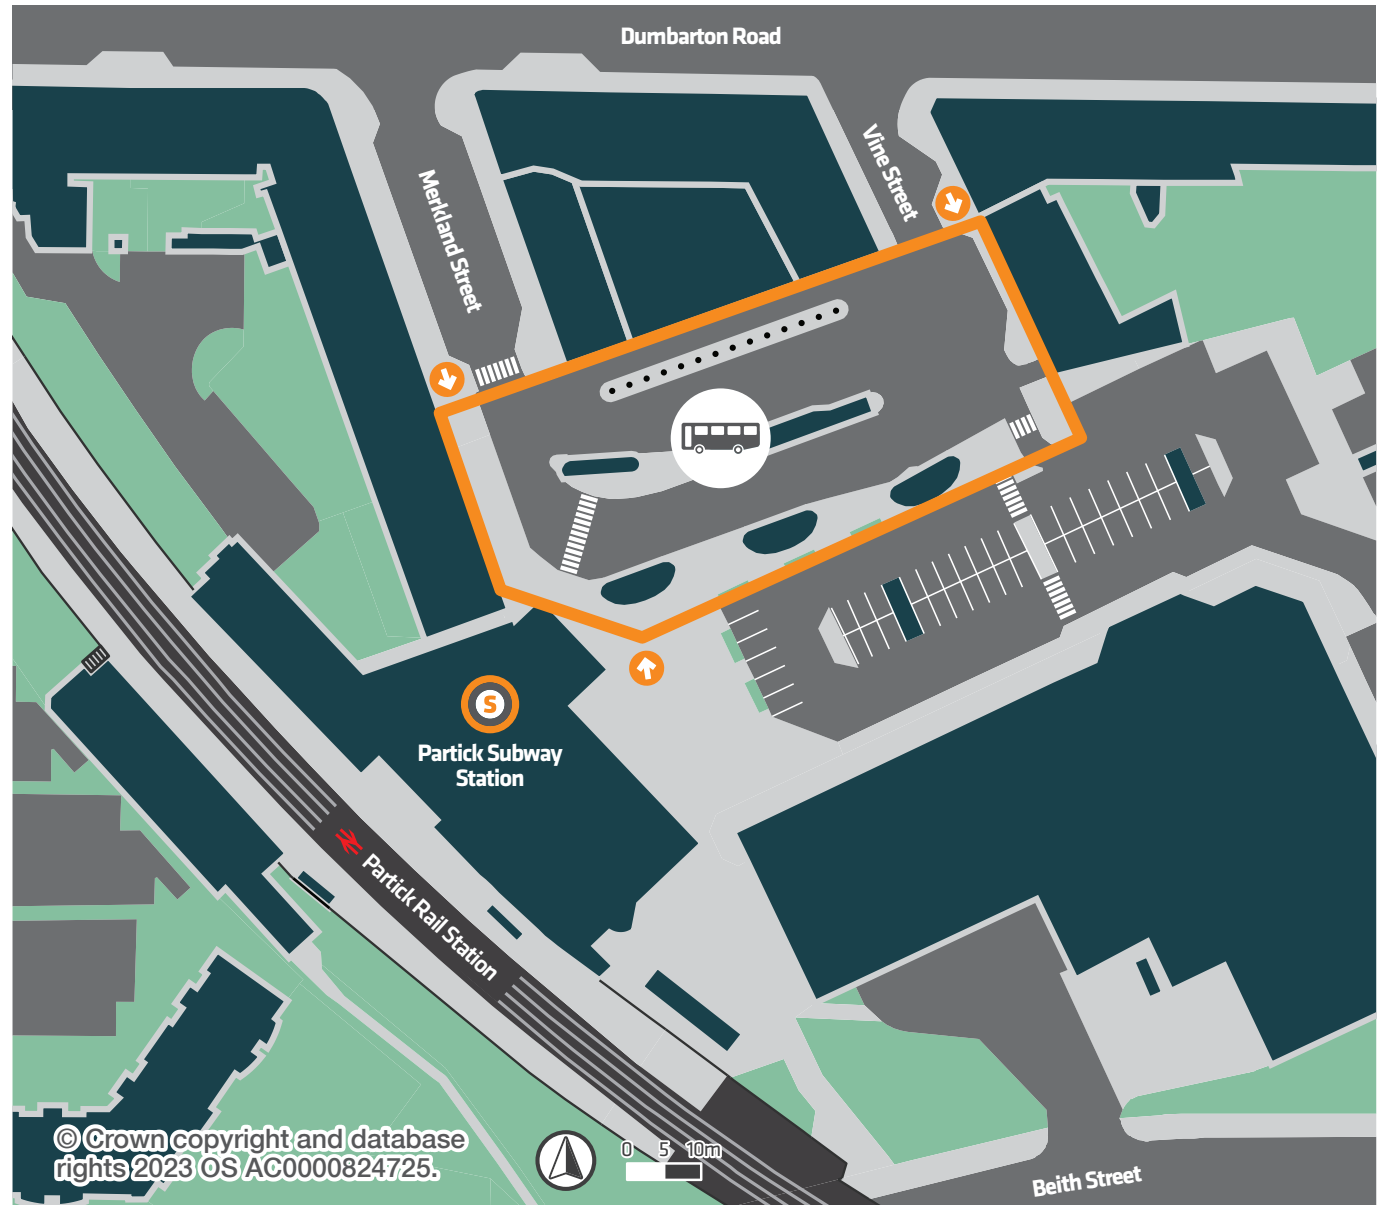 Dumbarton Road
Vine Street
Merkland Street
S
Partick Subway
Station
Partick Rail Station
© Crown copyright and database
rights 2023 OS AC0000824725.
0 5 10m
Beith Street